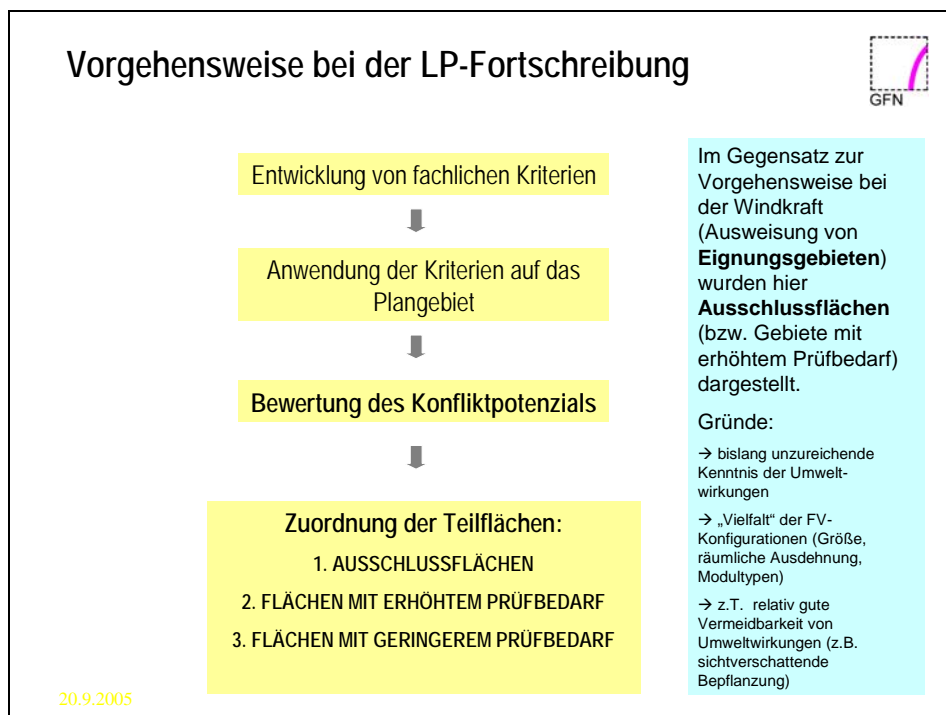 Vorgehensweise bei der LP-Fortschreibung
GFN
Entwicklung von fachlichen Kriterien
Anwendung der Kriterien auf das
Plangebiet
Bewertung des Konfliktpotenzials
Zuordnung der Teilflächen:
1. AUSSCHLUSSFLÄCHEN
2. FLÄCHEN MIT ERHÖHTEM PRÜFBEDARF
3. FLÄCHEN MIT GERINGEREM PRÜFBEDARF
Im Gegensatz zur
Vorgehensweise bei
der Windkraft
(Ausweisung von
Eignungsgebieten)
wurden hier
Ausschlussflächen
(bzw. Gebiete mit
erhöhtem Prüfbedarf)
dargestellt.
Gründe:
→ bislang unzureichende
Kenntnis der Umwelt-
wirkungen
→ „Vielfalt" der FV-
Konfigurationen (Größe,
räumliche Ausdehnung,
Modultypen)
→ z.T. relativ gute
Vermeidbarkeit von
Umweltwirkungen (z.B.
sichtverschattende
Bepflanzung)
20.9.2005